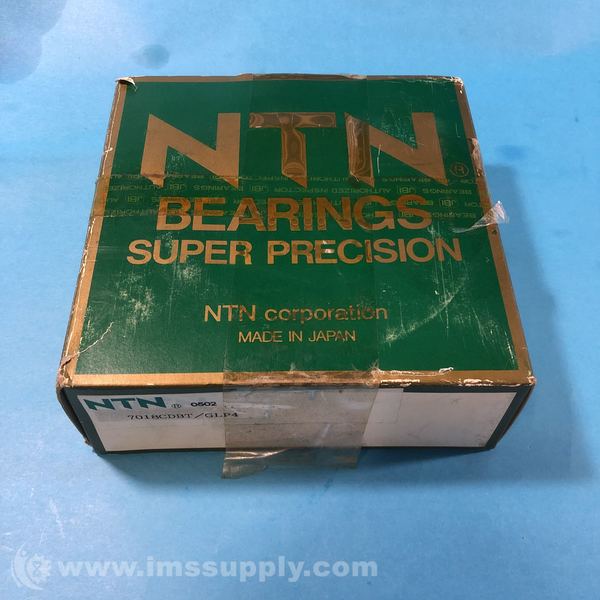 NTN®
BEARINGS
SUPER PRECISION
NTN corporation
MADE IN JAPAN
NTN® 0502
7018CDBT/GLP4
www.imssupply.com